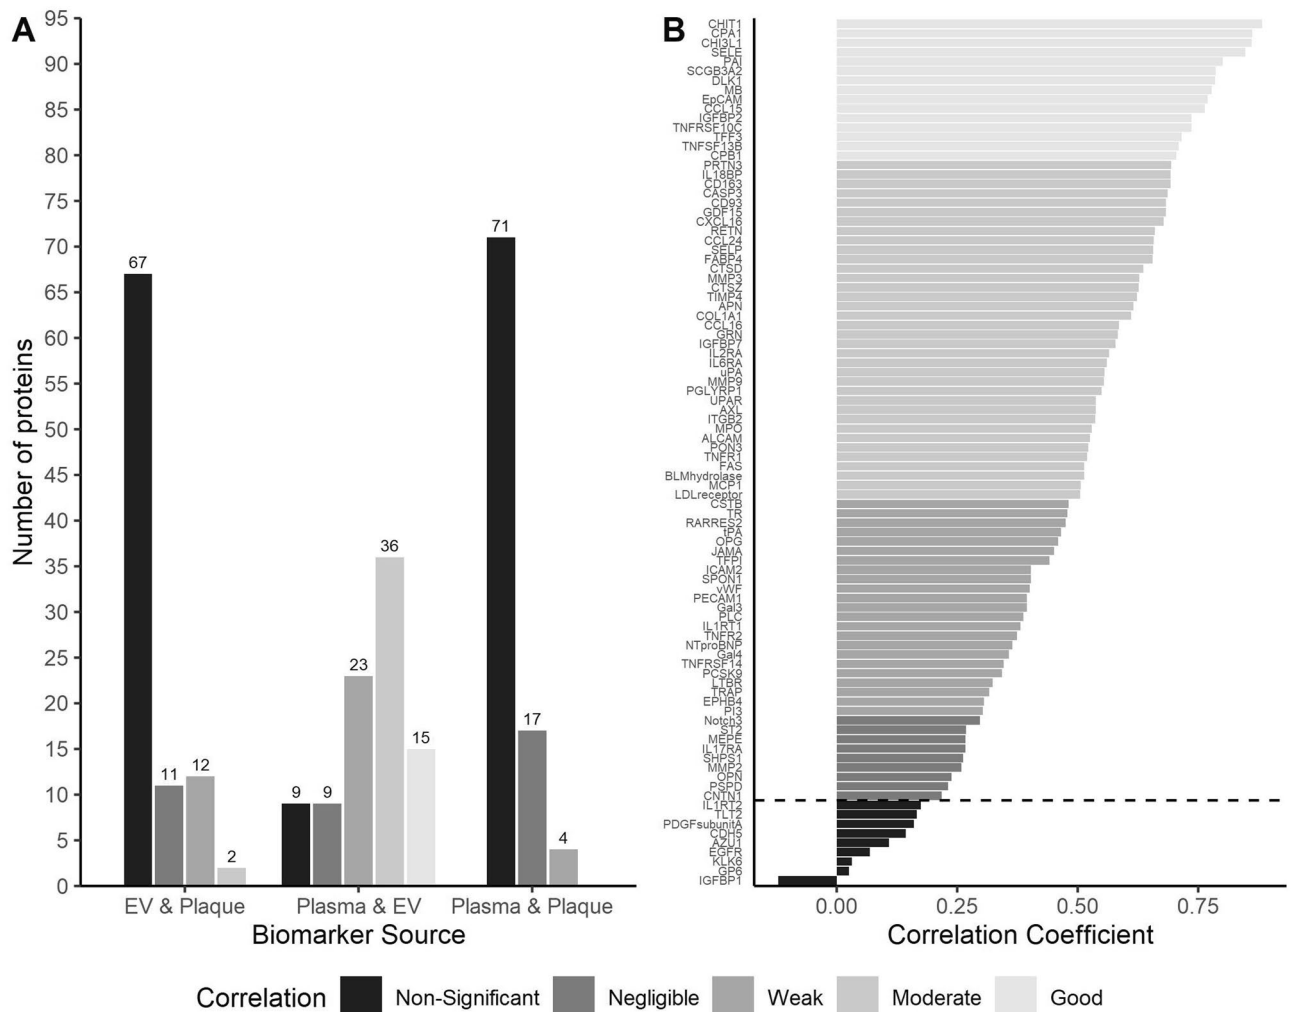 A
95
90
85
80
75
70
65
60
55
50
45
40
35
30
25
20
15
10
5
0
Number of proteins
67
11
12
2
9
9
23
36
15
71
17
4
EV & Plaque
Plasma & EV
Plasma & Plaque
Biomarker Source
B
CHIT1
CPA1
CHI3L1
SELE
PAI
SCGB3A2
DLK1
MB
EpCAM
CCL15
IGFBP2
TNFRSF10C
TFF3
TNFSF13B
CPB1
PRTN3
IL18BP
CD163
CASP3
CD93
GDF15
CXCL16
RETN
CCL24
SELP
FABP4
CTSD
MMP3
CTSZ
TIMP4
APN
COL1A1
CCL16
GRN
IGFBP7
IL2RA
IL6RA
uPA
MMP9
PGLYRP1
UPAR
AXL
ITGB2
MPO
ALCAM
PON3
TNFR1
FAS
BLMhydrolase
MCP1
LDLreceptor
CSTB
TR
RARRES2
tPA
OPG
JAMA
TFPI
ICAM2
SPON1
vWF
PECAM1
Gal3
PLC
IL1RT1
TNFR2
NTproBNP
Gal4
TNFRSF14
PCSK9
LTBR
TRAP
EPHB4
PI3
Notch3
ST2
MEPE
IL17RA
SHPS1
MMP2
OPN
PSPD
CNTN1
IL1RT2
TLT2
PDGFsubunitA
CDH5
AZU1
EGFR
KLK6
GP6
IGFBP1
0.00 0.25 0.50 0.75
Correlation Coefficient
Correlation Non-Significant Negligible Weak Moderate Good